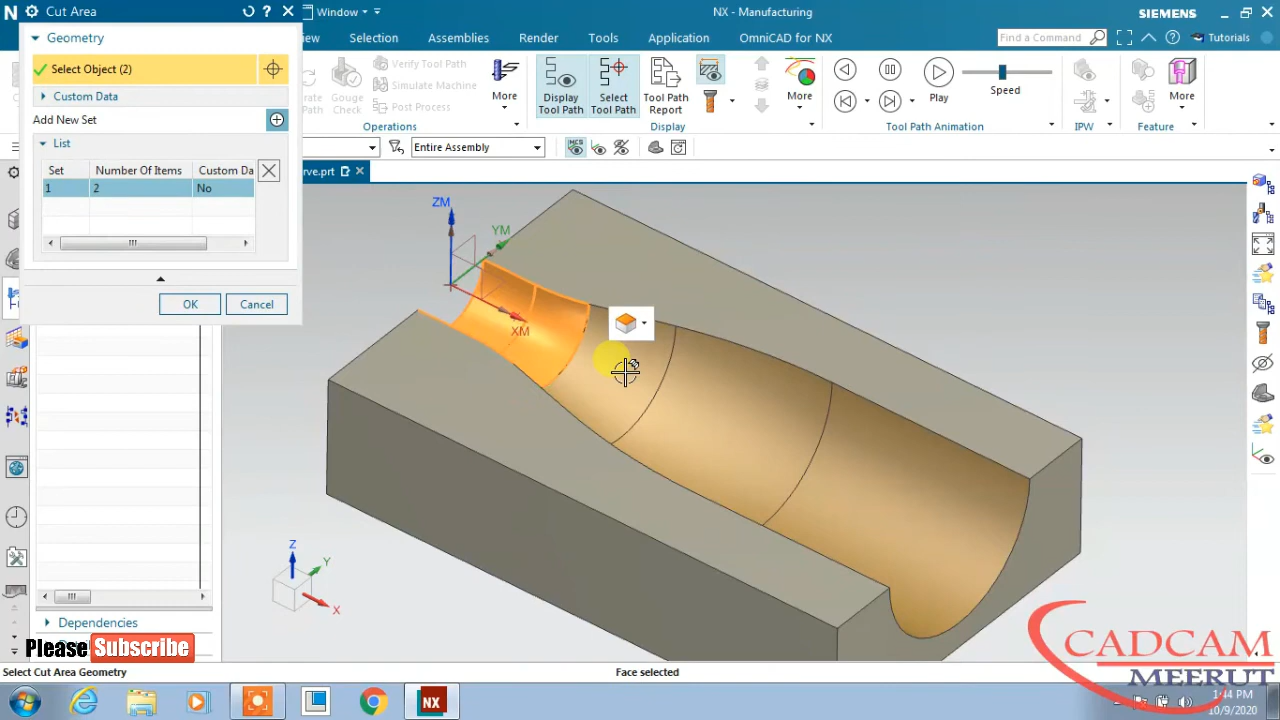 Cut Area
Window
NX - Manufacturing
SIEMENS
Geometry
Selection
Assemblies
Render
Tools
Application
OmniCAD for NX
Find a Command
Tutorials
Select Object (2)
Custom Data
Add New Set
List
Set
Number Of Items
Custom Da
1
2
No
OK
Cancel
Gouge
Check
Verify Tool Path
Simulate Machine
Post Process
More
Operations
Display
Tool Path
Select
Tool Path
Tool Path
Report
More
Display
Play
Speed
Tool Path Animation
IPW
More
Feature
Entire Assembly
rve.prt
ZM
YM
XM
Z
Y
X
Dependencies
Please Subscribe
CADCAM
MEERUT
Select Cut Area Geometry
Face selected
NX
1:44 PM
10/9/2020